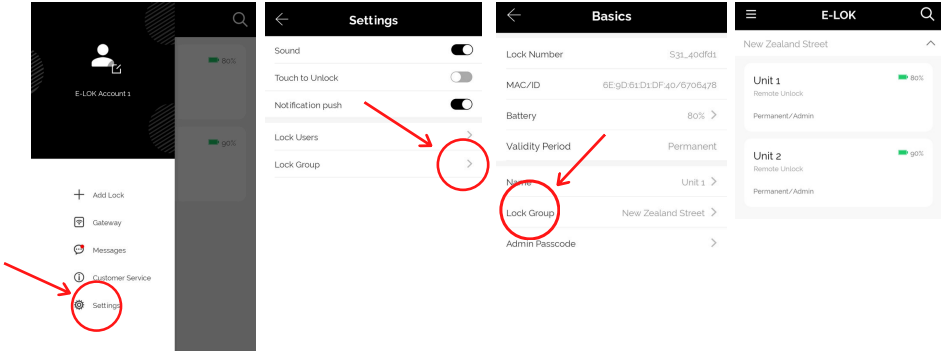 80%
E-LOK Account 1
90%
Add Lock
Gateway
Messages
Customer Service
Settings
Settings
Sound
Touch to Unlock
Notification push
Lock Users
Lock Group
Basics
Lock Number S31_40dfd1
MAC/ID 6E:9D:61:D1:DF:40/6706478
Battery 80%
Validity Period Permanent
Name Unit 1
Lock Group New Zealand Street
Admin Passcode
E-LOK
New Zealand Street
Unit 1 80%
Remote Unlock
Permanent/Admin
Unit 2 90%
Remote Unlock
Permanent/Admin